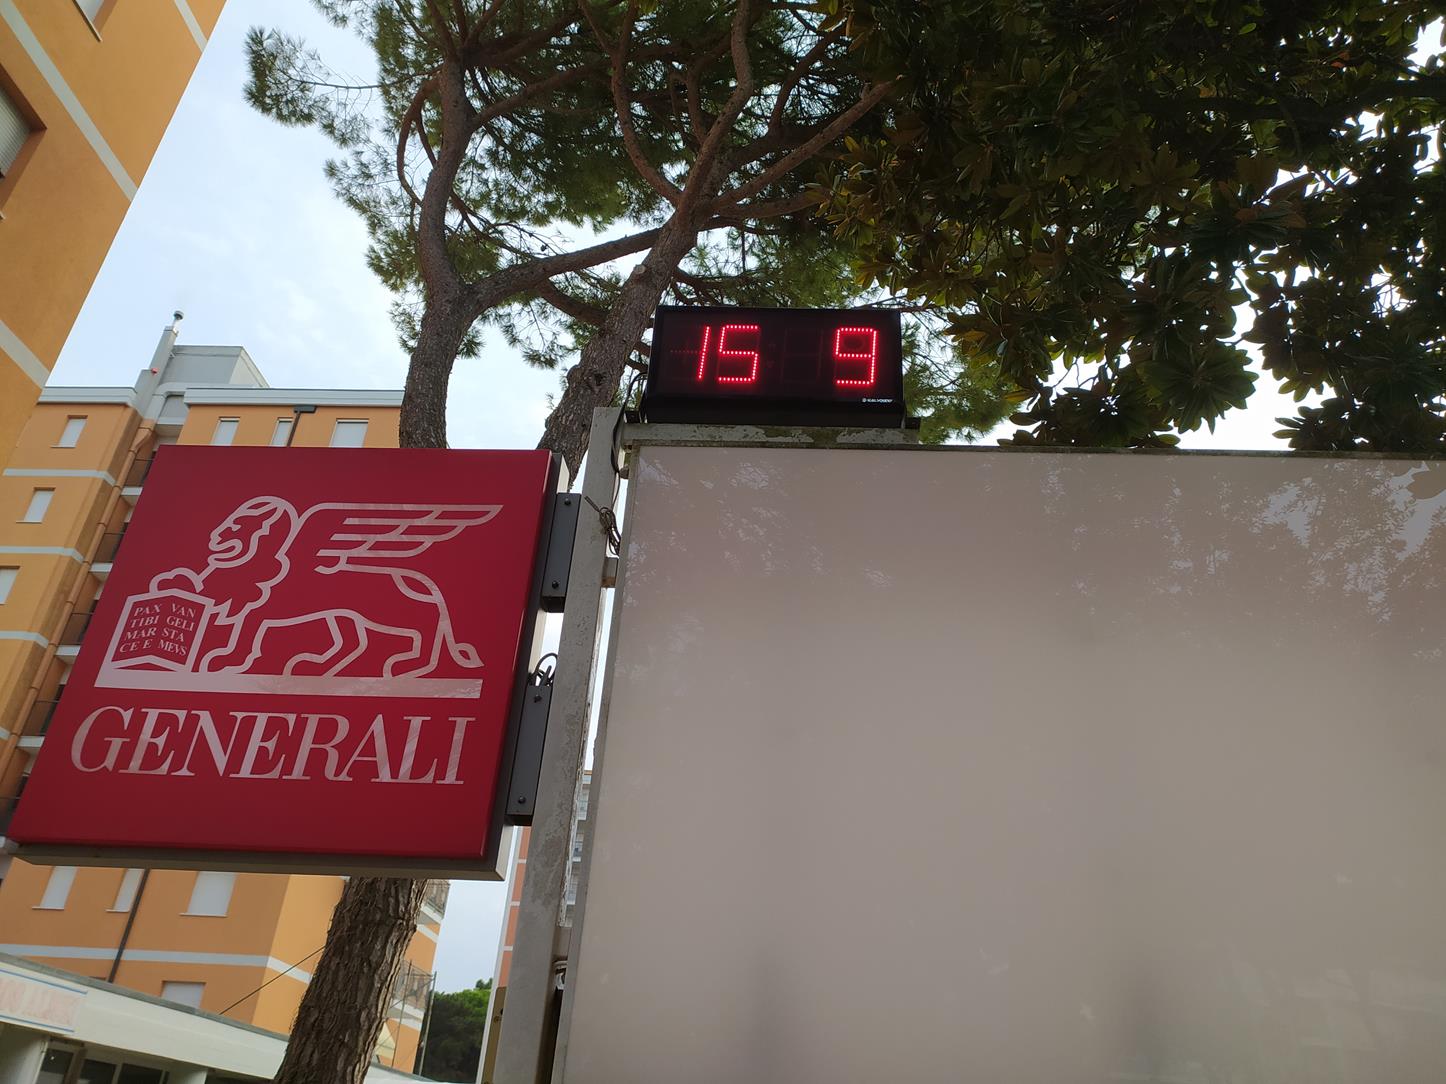 15 9
PAX VAN
TIBI GELI
MAR STA
CE E MEVS
GENERALI